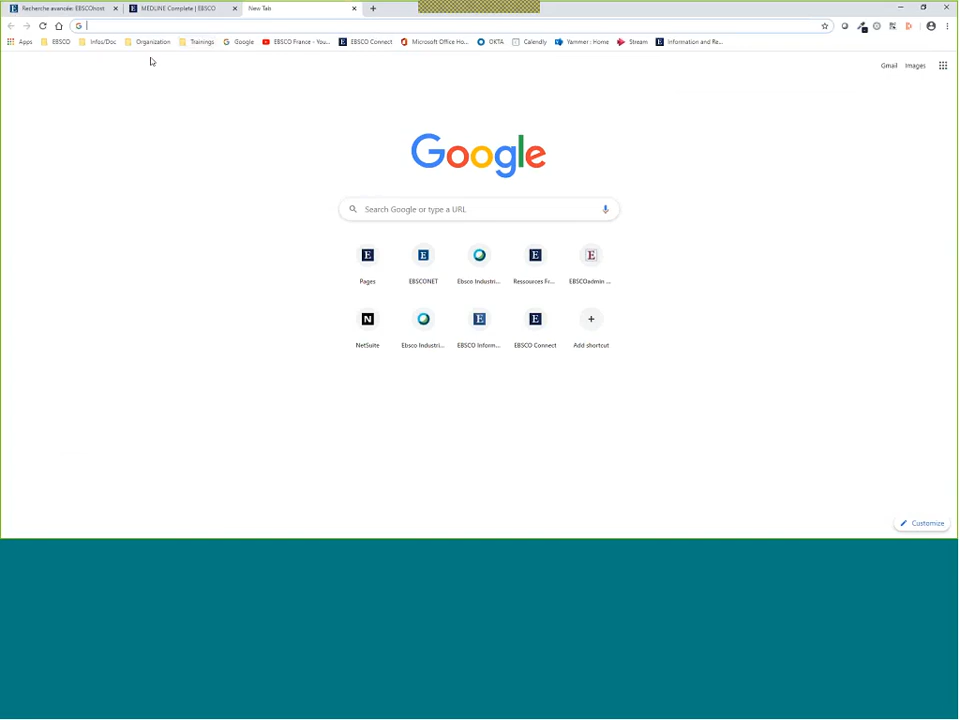 Recherche avancée: EBSCOhost
MEDLINE Complete | EBSCO
New Tab
Apps EBSCO Infos/Doc Organization Trainings Google EBSCO France - You... EBSCO Connect Microsoft Office Ho... OKTA Calendly Yammer : Home Stream Information and Re...
Gmail Images
Google
Search Google or type a URL
Pages EBSCONET Ebsco Industri... Ressources Fr... EBSCOadmin ...
NetSuite Ebsco Industri... EBSCO Inform... EBSCO Connect Add shortcut
Customize